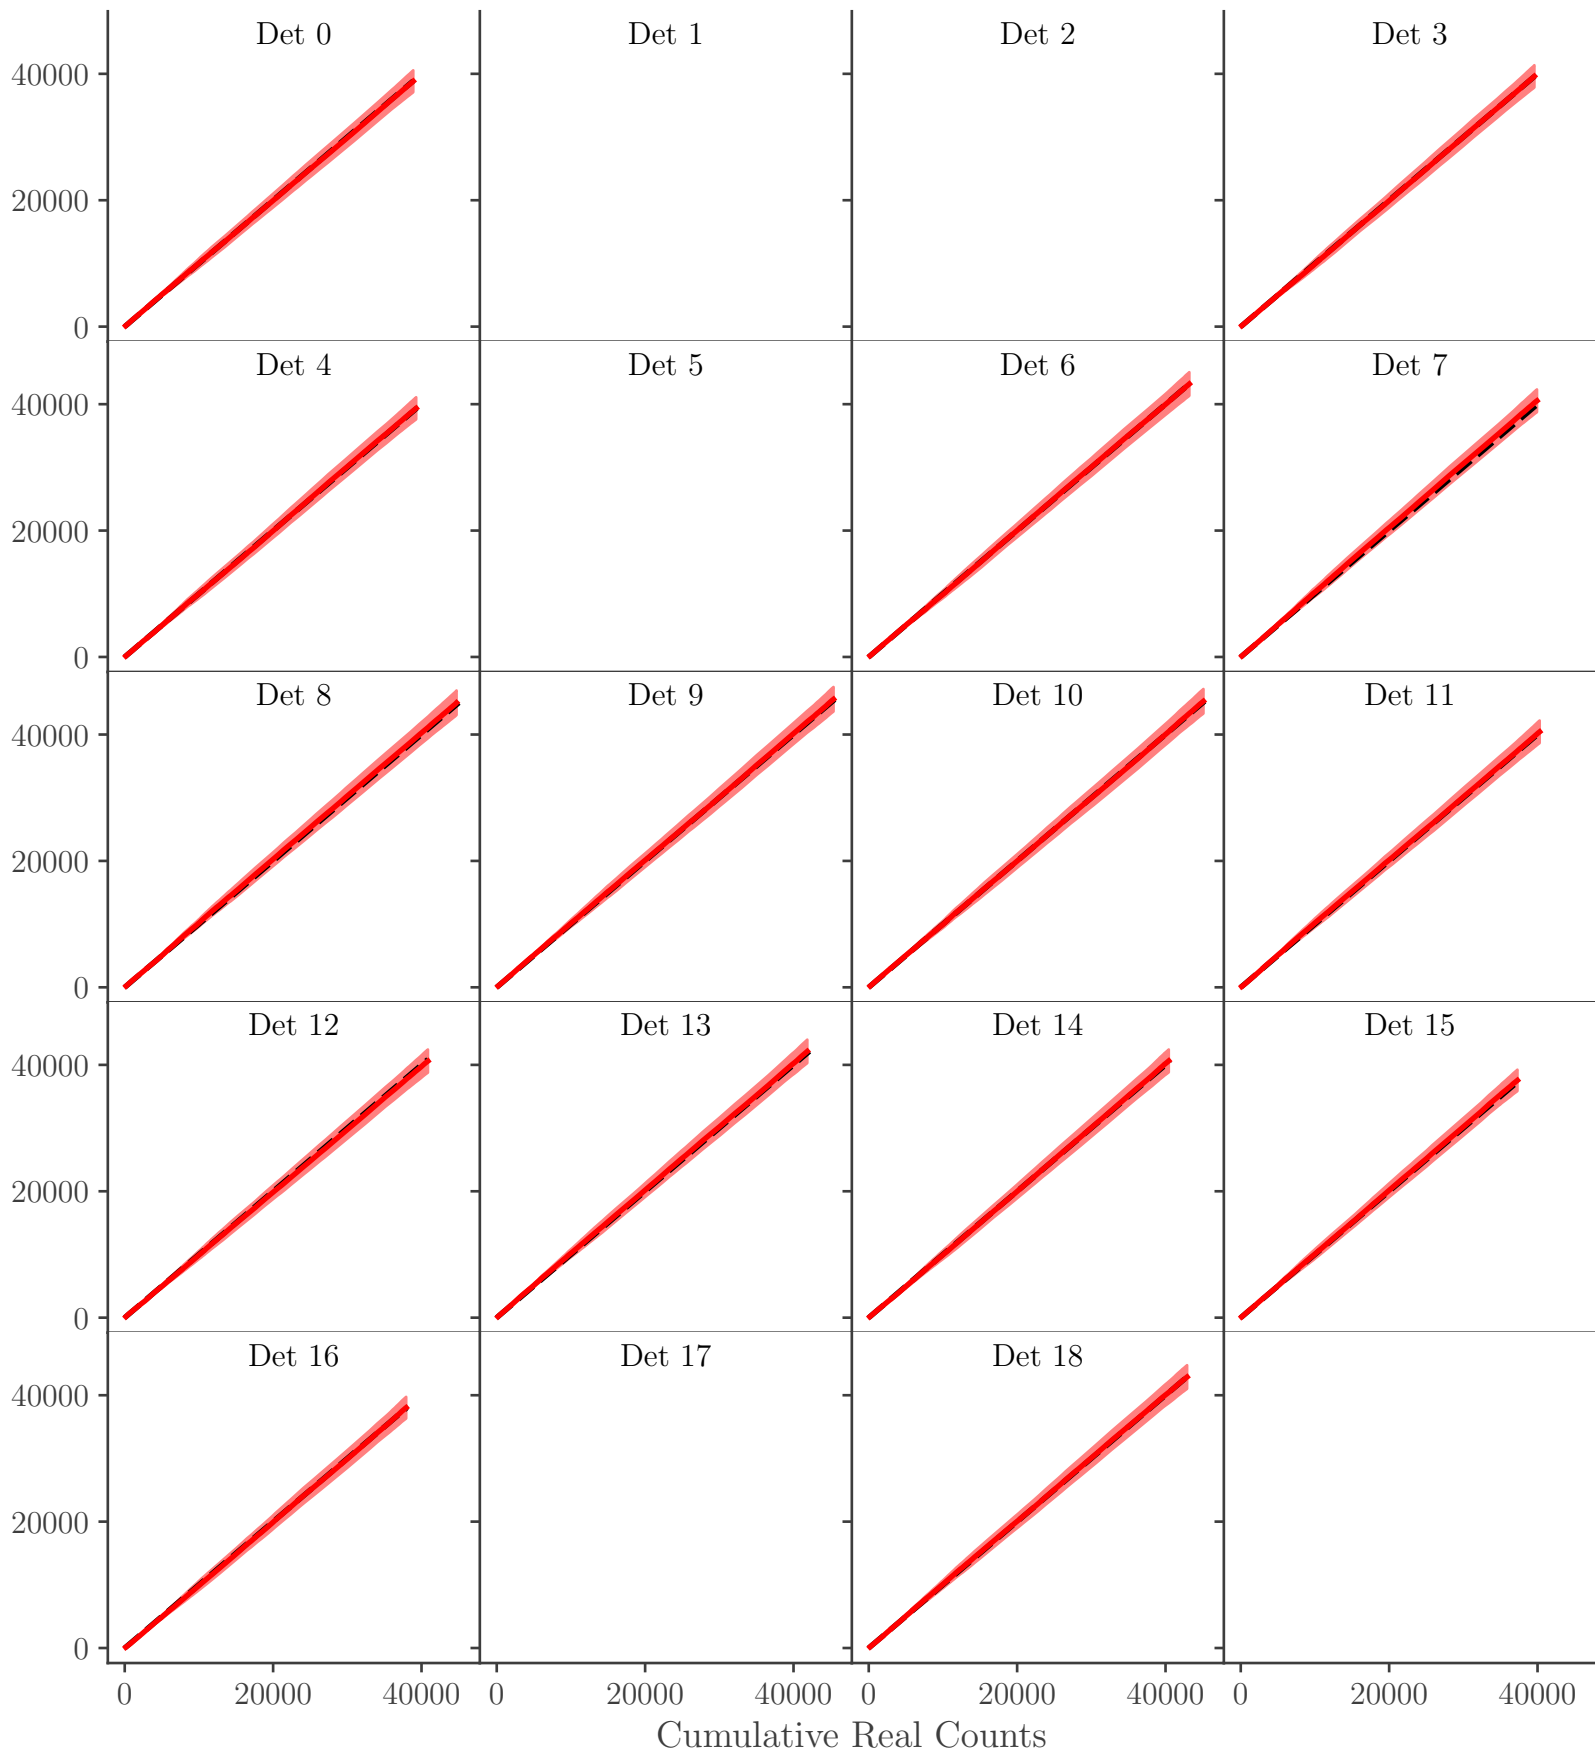 Det 0 Det 1 Det 2 Det 3
40000
20000
0
Det 4 Det 5 Det 6 Det 7
40000
20000
0
Det 8 Det 9 Det 10 Det 11
40000
20000
0
Det 12 Det 13 Det 14 Det 15
40000
20000
0
Det 16 Det 17 Det 18
40000
20000
0
0 20000 40000 0 20000 40000 0 20000 40000 0 20000 40000
Cumulative Real Counts